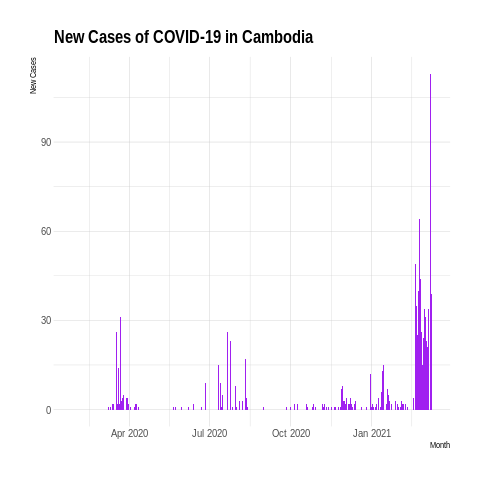 New Cases of COVID-19 in Cambodia
New Cases
90
60
30
0
Apr 2020 Jul 2020 Oct 2020 Jan 2021
Month